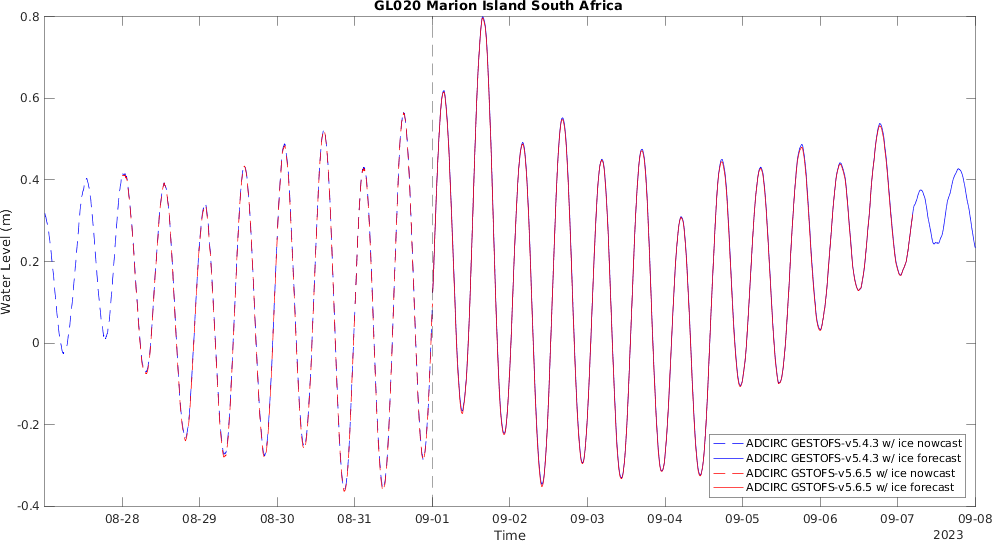 GL020 Marion Island South Africa
0.8
0.6
0.4
0.2
0
-0.2
-0.4
Water Level (m)
ADCIRC GESTOFS-v5.4.3 w/ ice nowcast
ADCIRC GESTOFS-v5.4.3 w/ ice forecast
ADCIRC GSTOFS-v5.6.5 w/ ice nowcast
ADCIRC GSTOFS-v5.6.5 w/ ice forecast
08-28 08-29 08-30 08-31 09-01 09-02 09-03 09-04 09-05 09-06 09-07 09-08
Time
2023